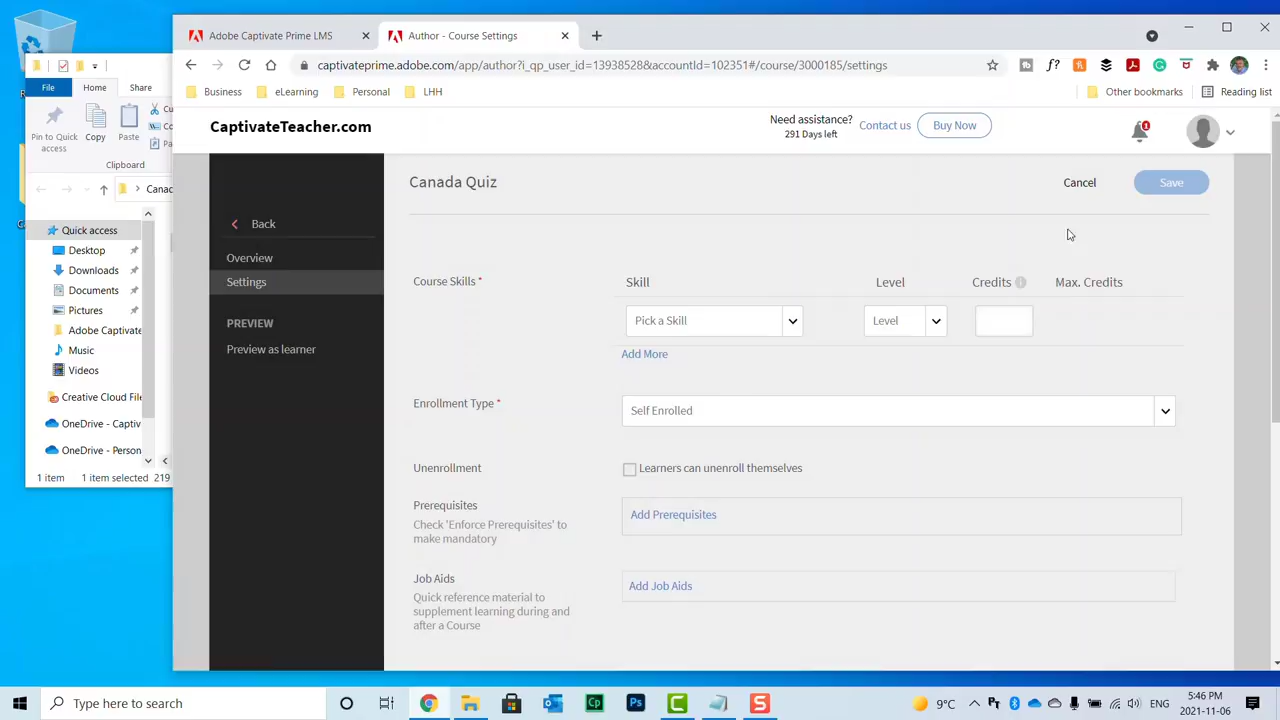 Adobe Captivate Prime LMS
Author - Course Settings
captivateprime.adobe.com/app/author?i_qp_user_id=13938528&accountId=102351#/course/3000185/settings
Business
eLearning
Personal
LHH
Other bookmarks
Reading list
File
Home
Share
Pin to Quick
access
Copy
Paste
Clipboard
Canad
Quick access
Desktop
Downloads
Documents
Pictures
Adobe Captivate
Music
Videos
Creative Cloud File
OneDrive - Captiv
OneDrive - Person
1 item
1 item selected
219
CaptivateTeacher.com
Need assistance?
291 Days left
Contact us
Buy Now
1
Back
Overview
Settings
PREVIEW
Preview as learner
Canada Quiz
Cancel
Save
Course Skills *
Skill
Level
Credits
Max. Credits
Pick a Skill
Level
Add More
Enrollment Type *
Self Enrolled
Unenrollment
Learners can unenroll themselves
Prerequisites
Check 'Enforce Prerequisites' to
make mandatory
Add Prerequisites
Job Aids
Quick reference material to
supplement learning during and
after a Course
Add Job Aids
Type here to search
Cp
Ps
9°C
ENG
5:46 PM
2021-11-06